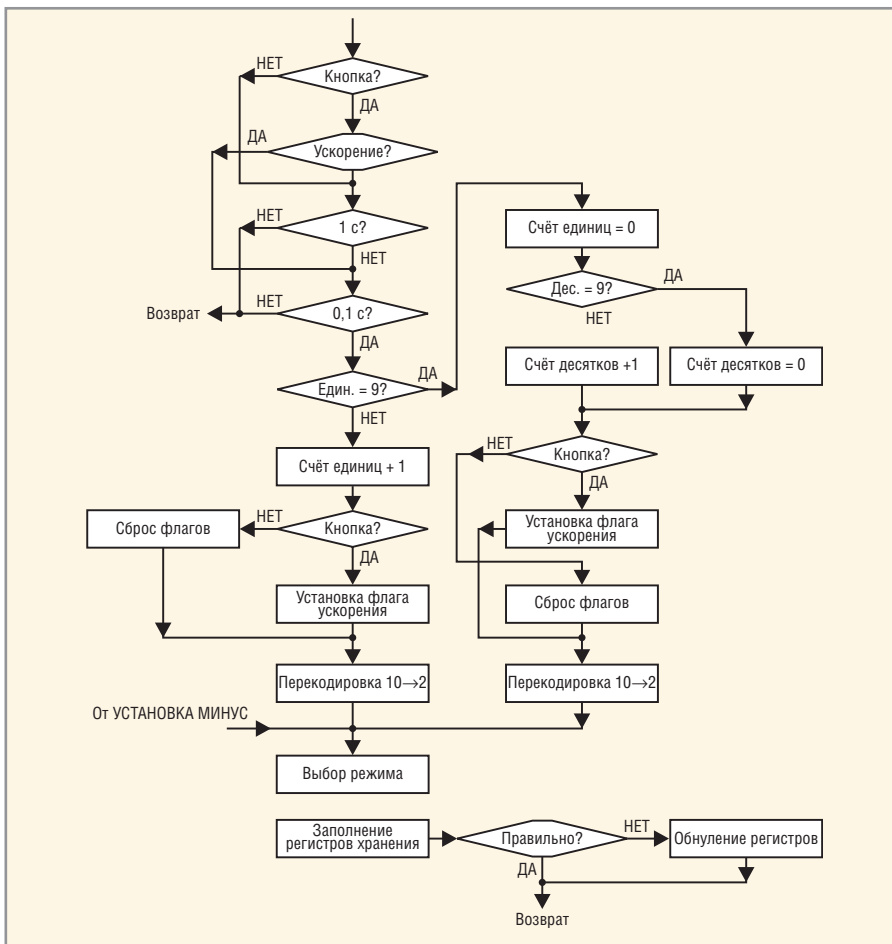 НЕТ
Кнопка?
ДА
ДА
Ускорение?
НЕТ
1 с?
НЕТ
Возврат
НЕТ
0,1 с?
ДА
Един. = 9?
ДА
НЕТ
Счёт единиц + 1
Сброс флагов
НЕТ
Кнопка?
ДА
Установка флага
ускорения
Перекодировка 10→2
От УСТАНОВКА МИНУС
Выбор режима
Счёт единиц = 0
Дес. = 9?
ДА
НЕТ
Счёт десятков +1
Счёт десятков = 0
НЕТ
Кнопка?
ДА
Установка флага
ускорения
Сброс флагов
Перекодировка 10→2
Заполнение
регистров хранения
Правильно?
НЕТ
Обнуление регистров
ДА
Возврат